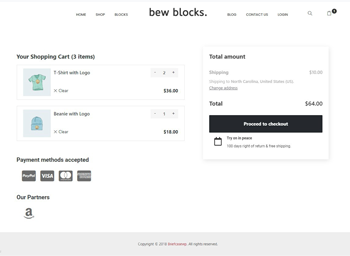 HOME SHOP BLOCKS bew blocks. BLOG CONTACT US LOGIN
Your Shopping Cart (3 items)
T-Shirt with Logo - 2 +
× Clear $36.00
Beanie with Logo - 1 +
× Clear $18.00
Payment methods accepted
PayPal VISA AMEX
Our Partners
a
Total amount
Shipping $10.00
Shipping to North Carolina, United States (US).
Change address
Total $64.00
Proceed to checkout
Try on in peace
100 days right of return & free shipping.
Copyright © 2018 All rights reserved.